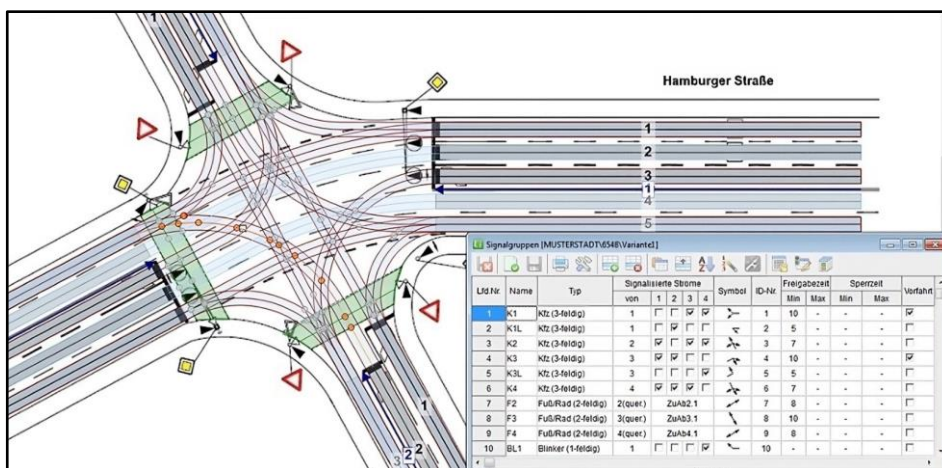 1
Hamburger Straße
1
2
3
1
4
5
1
2
2
3
Signalgruppen [MUSTERSTADT\6548\Variante1]
Lfd.Nr. Name Typ Signalisierte Ströme Symbol ID-Nr. Freigabezeit Sperrzeit Vorfahrt
von 1 2 3 4 Min Max Min Max
1 K1 Kfz (3-feldig) 1 1 10 - - -
2 K1L Kfz (3-feldig) 1 2 5 - - -
3 K2 Kfz (3-feldig) 2 3 7 - - -
4 K3 Kfz (3-feldig) 3 4 10 - - -
5 K3L Kfz (3-feldig) 3 5 5 - - -
6 K4 Kfz (3-feldig) 4 6 7 - - -
7 F2 Fuß/Rad (2-feldig) 2(quer.) ZuAb2.1 7 8 - - -
8 F3 Fuß/Rad (2-feldig) 3(quer.) ZuAb3.1 8 10 - - -
9 F4 Fuß/Rad (2-feldig) 4(quer.) ZuAb4.1 9 8 - - -
10 BL1 Blinker (1-feldig) 1 10 5 - - -